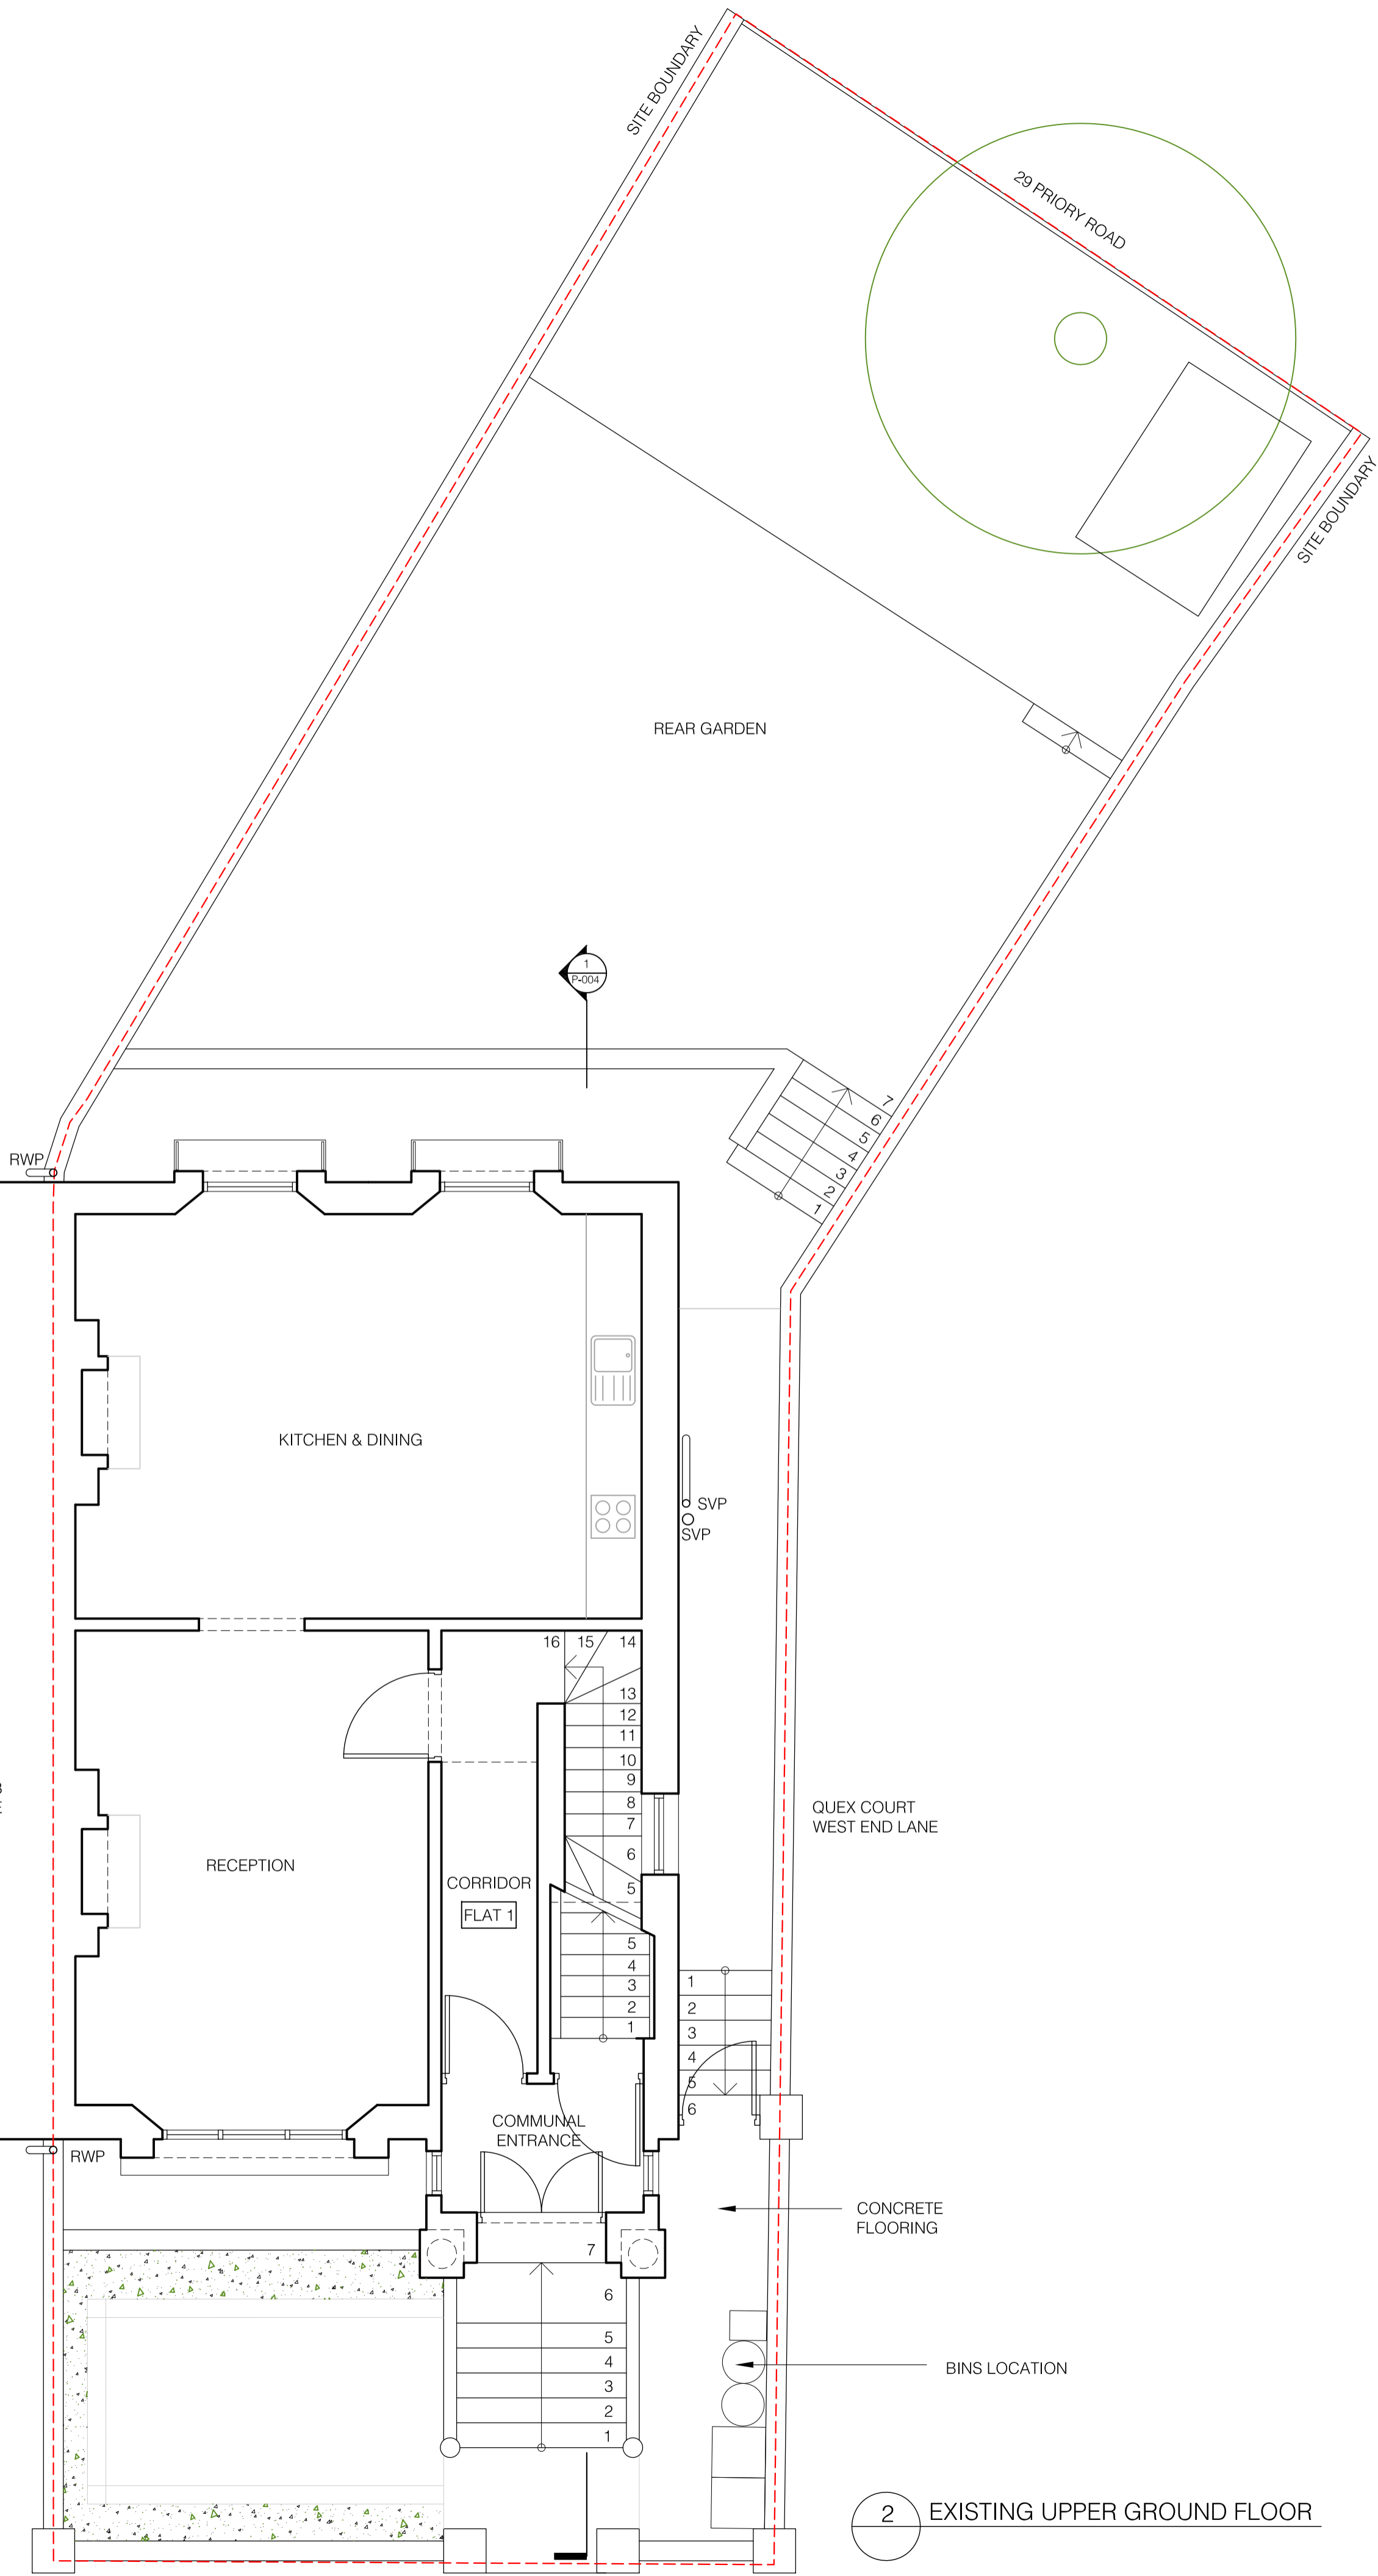 SITE BOUNDARY
29 PRIORY ROAD
SITE BOUNDARY
REAR GARDEN
1
P-004
7
6
5
4
3
2
1
RWP
KITCHEN & DINING
SVP
SVP
16 15 14
13
12
11
10
9
8
7
6
5
QUEX COURT
WEST END LANE
RECEPTION
CORRIDOR
FLAT 1
5
4
3
2
1
1
2
3
4
5
6
COMMUNAL
ENTRANCE
RWP
CONCRETE
FLOORING
7
6
5
4
3
2
1
BINS LOCATION
2 EXISTING UPPER GROUND FLOOR